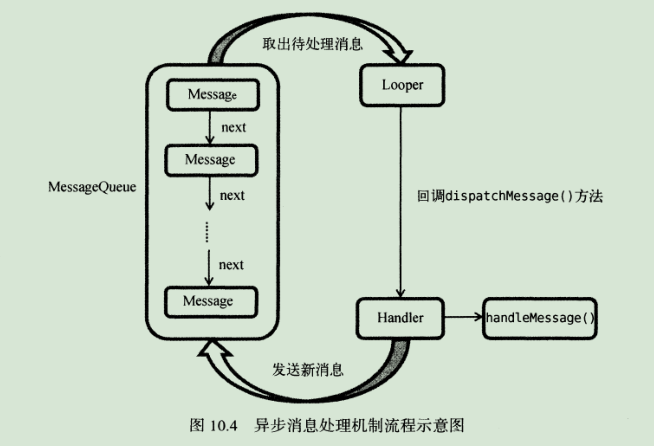 取出待处理消息
Message
Looper
next
Message
MessageQueue
next
回调dispatchMessage()方法
next
Message
Handler
handleMessage()
发送新消息
图 10.4 异步消息处理机制流程示意图